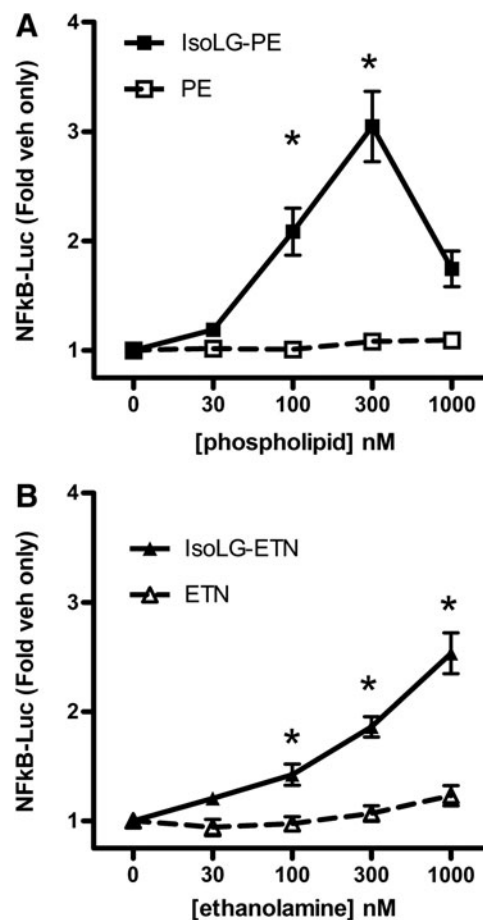 A
4
IsoLG-PE
PE
*
*
3
2
1
NFkB-Luc (Fold veh only)
0 30 100 300 1000
[phospholipid] nM
B
4
IsoLG-ETN
ETN
*
*
*
3
2
1
NFkB-Luc (Fold veh only)
0 30 100 300 1000
[ethanolamine] nM